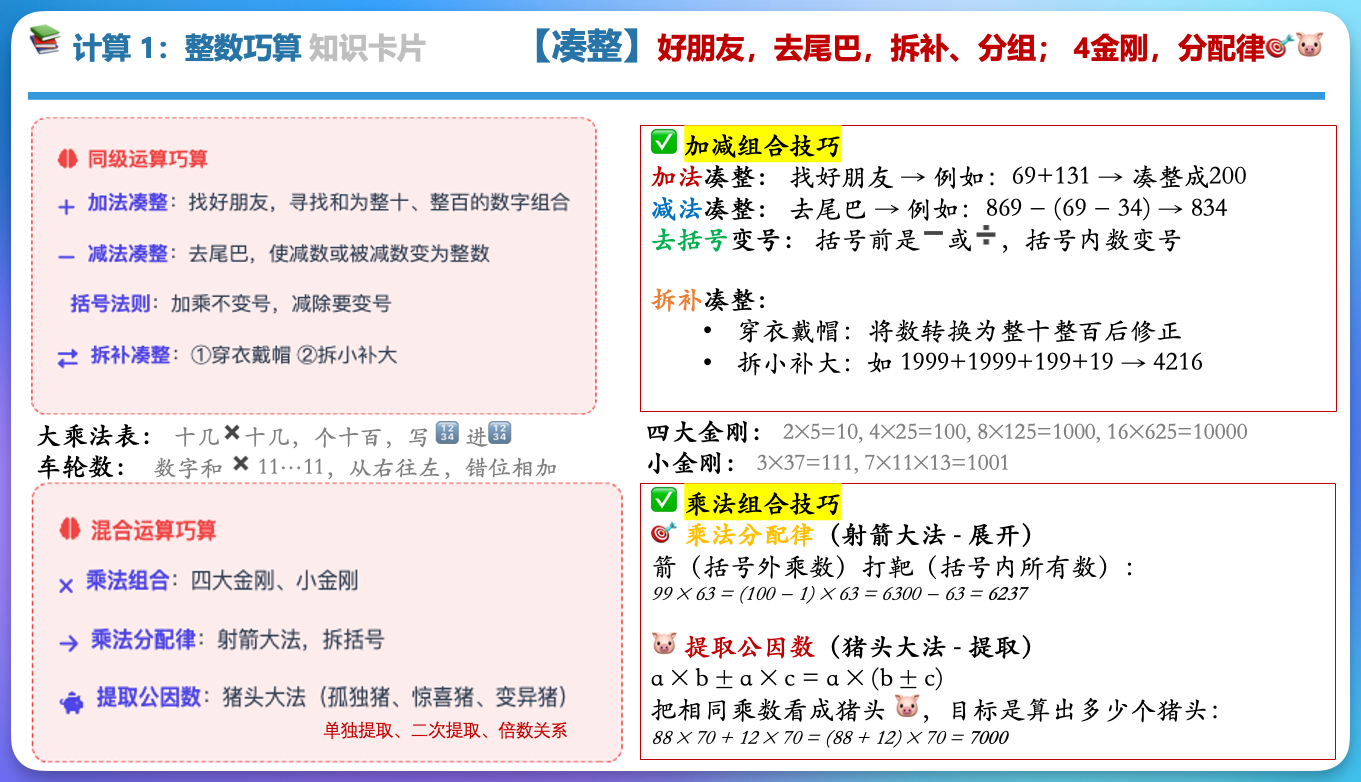 📚 计算 1：整数巧算 知识卡片
【凑整】好朋友，去尾巴，拆补、分组； 4金刚，分配律🎯🐷
同级运算巧算
+ 加法凑整：找好朋友，寻找和为整十、整百的数字组合
− 减法凑整：去尾巴，使减数或被减数变为整数
括号法则：加乘不变号，减除要变号
⇄ 拆补凑整：①穿衣戴帽 ②拆小补大
✅ 加减组合技巧
加法凑整： 找好朋友 → 例如：69+131 → 凑整成200
减法凑整： 去尾巴 → 例如：869 − (69 − 34) → 834
去括号变号： 括号前是➖或➗，括号内数变号
拆补凑整：
• 穿衣戴帽：将数转换为整十整百后修正
• 拆小补大：如 1999+1999+199+19 → 4216
大乘法表： 十几✖十几，个十百，写🔢进🔢
车轮数： 数字和 ✖ 11⋯11，从右往左，错位相加
四大金刚： 2×5=10, 4×25=100, 8×125=1000, 16×625=10000
小金刚： 3×37=111, 7×11×13=1001
混合运算巧算
× 乘法组合：四大金刚、小金刚
→ 乘法分配律：射箭大法，拆括号
提取公因数：猪头大法（孤独猪、惊喜猪、变异猪）
单独提取、二次提取、倍数关系
✅ 乘法组合技巧
🎯 乘法分配律（射箭大法 - 展开）
箭（括号外乘数）打靶（括号内所有数）：
99 × 63 = (100 − 1) × 63 = 6300 − 63 = 6237
🐷 提取公因数（猪头大法 - 提取）
a × b ± a × c = a × (b ± c)
把相同乘数看成猪头 🐷，目标是算出多少个猪头：
88 × 70 + 12 × 70 = (88 + 12) × 70 = 7000